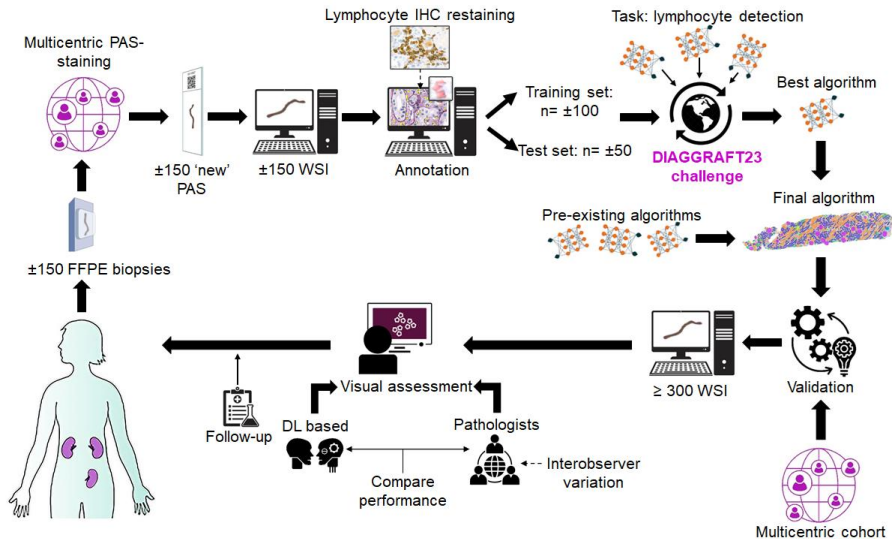 Lymphocyte IHC restaining
Task: lymphocyte detection
Multicentric PAS-
staining
±150 'new'
PAS
±150 WSI
Annotation
Training set:
n= ±100
Test set: n= ±50
DIAGGRAFT23
challenge
Best algorithm
Pre-existing algorithms
Final algorithm
±150 FFPE biopsies
Validation
≥ 300 WSI
Visual assessment
Follow-up
DL based
Pathologists
Compare
performance
Interobserver
variation
Multicentric cohort